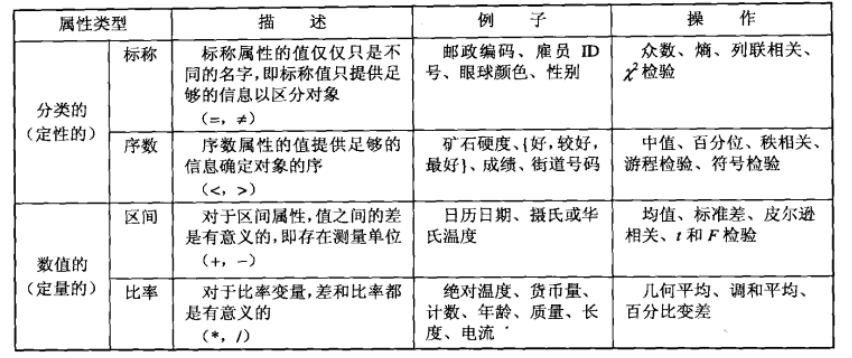 属性类型 描 述 例 子 操 作
分类的
（定性的）
标称
标称属性的值仅仅只是不
同的名字，即标称值只提供足
够的信息以区分对象
（=，≠）
邮政编码、雇员 ID
号、眼球颜色、性别
众数、熵、列联相关、
χ²检验
序数
序数属性的值提供足够的
信息确定对象的序
（<，>）
矿石硬度、{好，较好，
最好}、成绩、街道号码
中值、百分位、秩相关、
游程检验、符号检验
数值的
（定量的）
区间
对于区间属性，值之间的差
是有意义的，即存在测量单位
（+，-）
日历日期、摄氏或华
氏温度
均值、标准差、皮尔逊
相关、t 和 F 检验
比率
对于比率变量，差和比率都
是有意义的
（*，/）
绝对温度、货币量、
计数、年龄、质量、长
度、电流
几何平均、调和平均、
百分比变差